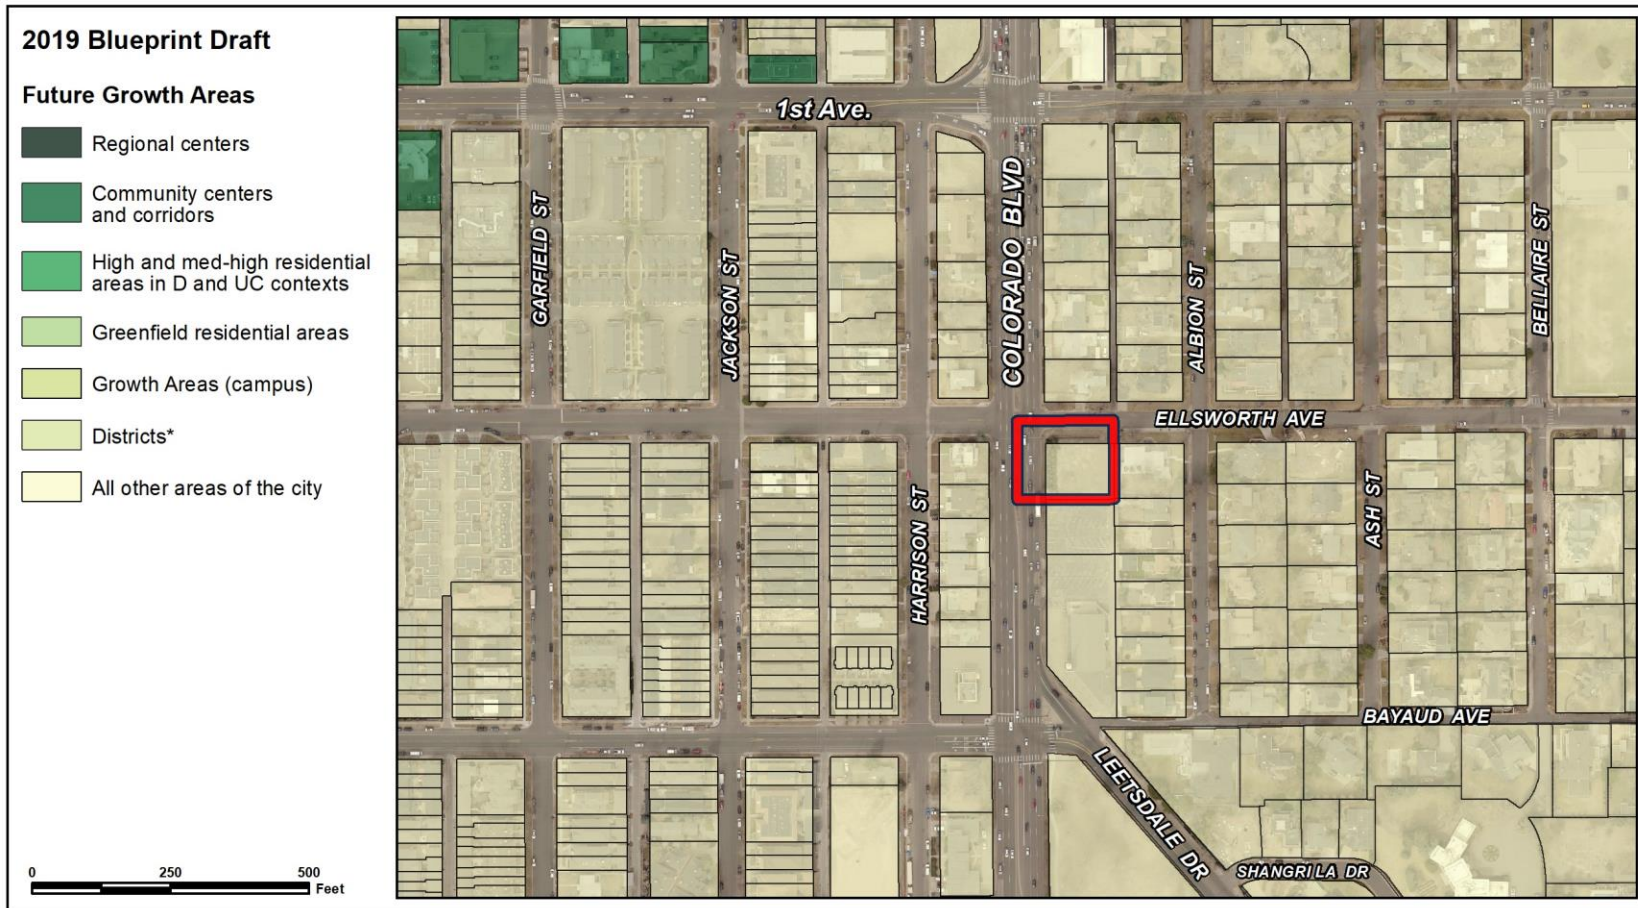 2019 Blueprint Draft
Future Growth Areas
Regional centers
Community centers
and corridors
High and med-high residential
areas in D and UC contexts
Greenfield residential areas
Growth Areas (campus)
Districts*
All other areas of the city
0 250 500
Feet
1st Ave.
GARFIELD ST
JACKSON ST
HARRISON ST
COLORADO BLVD
ALBION ST
ELLSWORTH AVE
ASH ST
BELLAIRE ST
BAYAUD AVE
LEETSDALE DR
SHANGRI LA DR